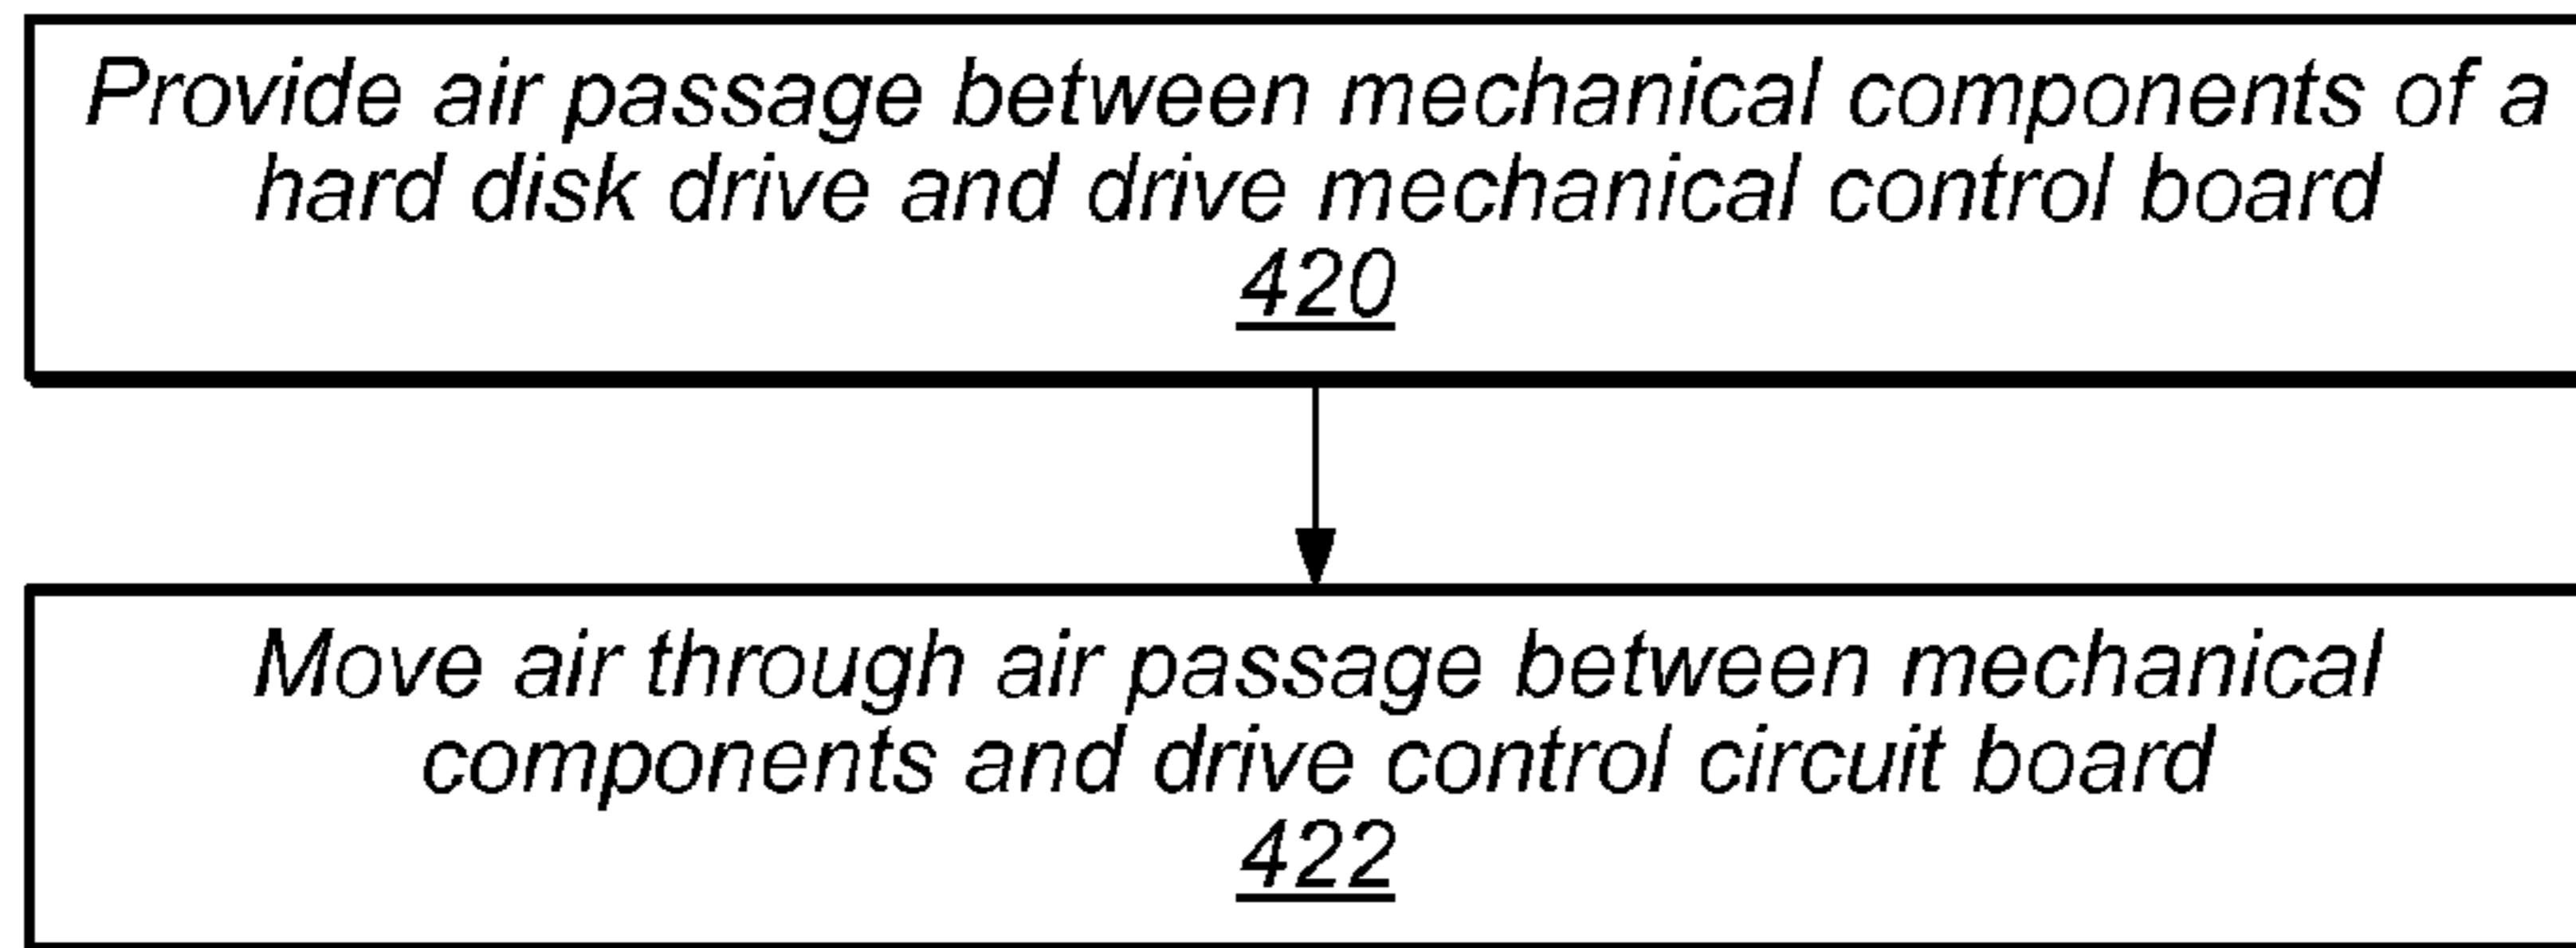 Provide air passage between mechanical components of a
hard disk drive and drive mechanical control board
420
Move air through air passage between mechanical
components and drive control circuit board
422